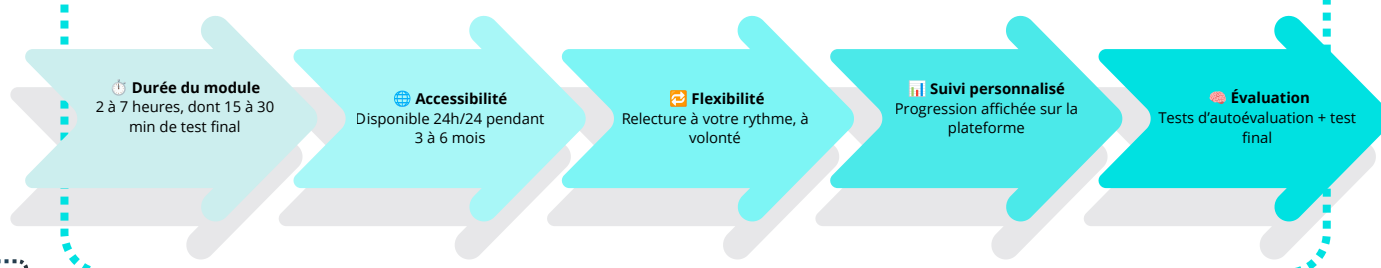 ⏱️ Durée du module
2 à 7 heures, dont 15 à 30
min de test final
🌐 Accessibilité
Disponible 24h/24 pendant
3 à 6 mois
🔁 Flexibilité
Relecture à votre rythme, à
volonté
📊 Suivi personnalisé
Progression affichée sur la
plateforme
🧠 Évaluation
Tests d’autoévaluation + test
final